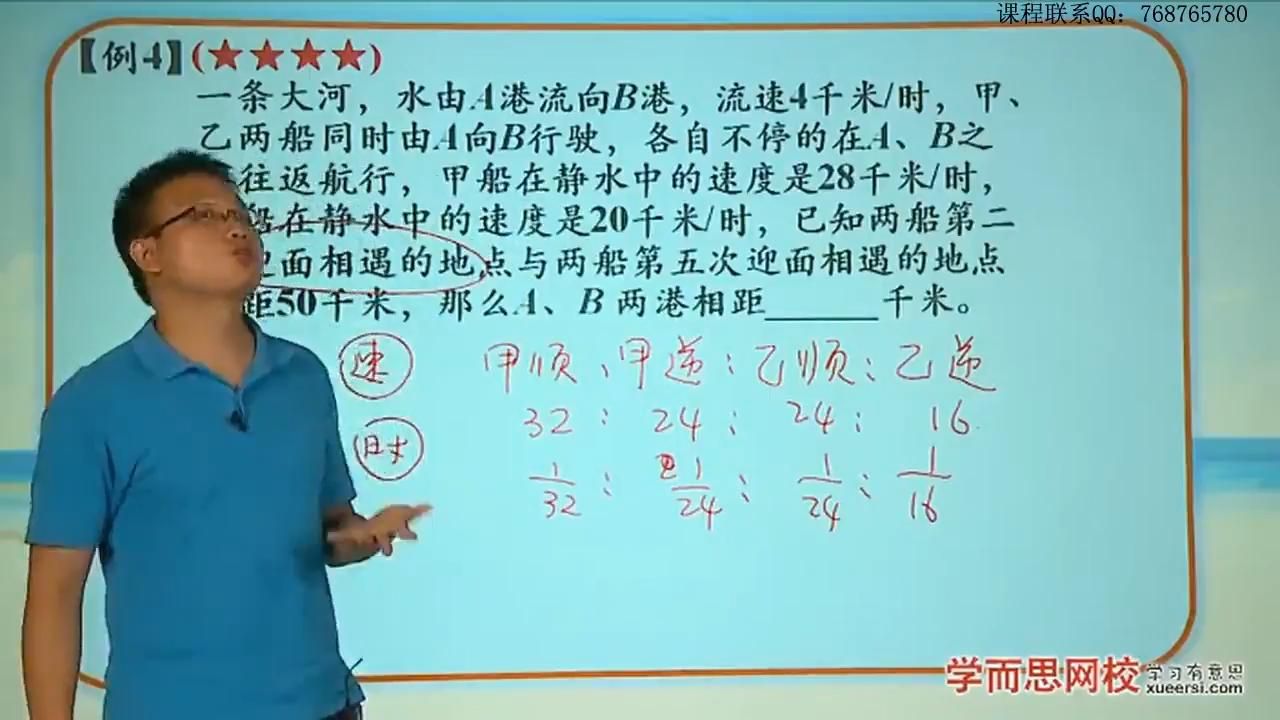 课程联系QQ：768765780
【例4】(★★★★)
一条大河，水由A港流向B港，流速4千米/时，甲、
乙两船同时由A向B行驶，各自不停的在A、B之
往返航行，甲船在静水中的速度是28千米/时，
船在静水中的速度是20千米/时，已知两船第二
迎面相遇的地点与两船第五次迎面相遇的地点
距50千米，那么A、B 两港相距______千米。
速 甲顺：甲逆：乙顺：乙逆
32 : 24 : 24 : 16
时 1/32 : 1/24 : 1/24 : 1/16
学而思网校 学习有意思
xueersi.com